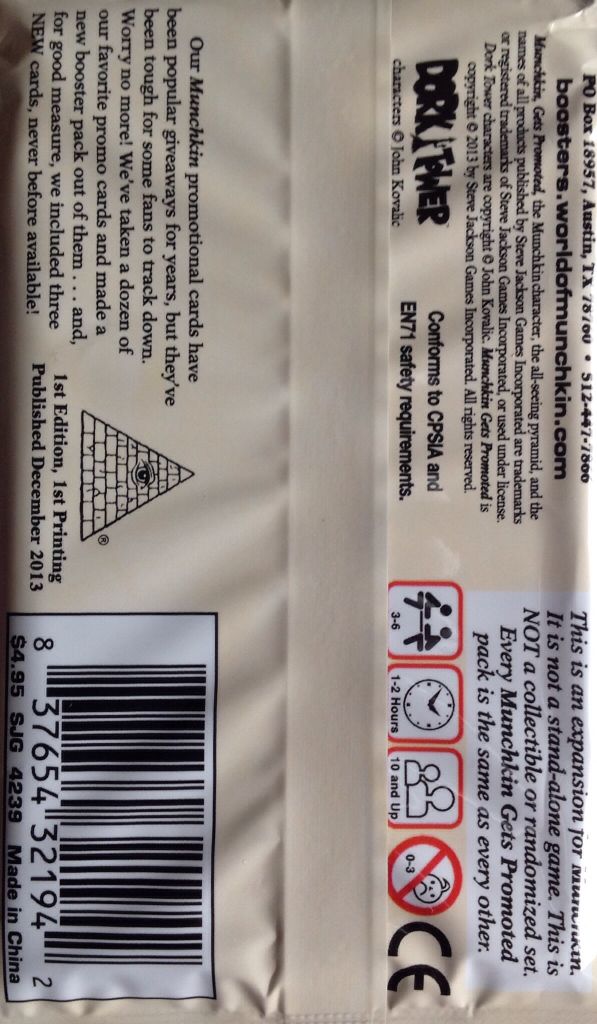 PO Box 18957, Austin, TX 78760 • 512-447-7866
boosters.worldofmunchkin.com
Munchkin, Gets Promoted, the Munchkin character, the all-seeing pyramid, and the
names of all products published by Steve Jackson Games Incorporated are trademarks
or registered trademarks of Steve Jackson Games Incorporated, or used under license.
Dork Tower characters are copyright © John Kovalic. Munchkin Gets Promoted is
copyright © 2013 by Steve Jackson Games Incorporated. All rights reserved.
DORK TOWER
characters © John Kovalic
Conforms to CPSIA and
EN71 safety requirements.
This is an expansion for Munchkin.
It is not a stand-alone game. This is
NOT a collectible or randomized set.
Every Munchkin Gets Promoted
pack is the same as every other.
3-6
1-2 Hours
10 and Up
0-3
CE
Our Munchkin promotional cards have
been popular giveaways for years, but they've
been tough for some fans to track down.
Worry no more! We've taken a dozen of
our favorite promo cards and made a
new booster pack out of them . . . and,
for good measure, we included three
NEW cards, never before available!
®
1st Edition, 1st Printing
Published December 2013
8 37654 32194 2
$4.95 SJG 4239 Made in China